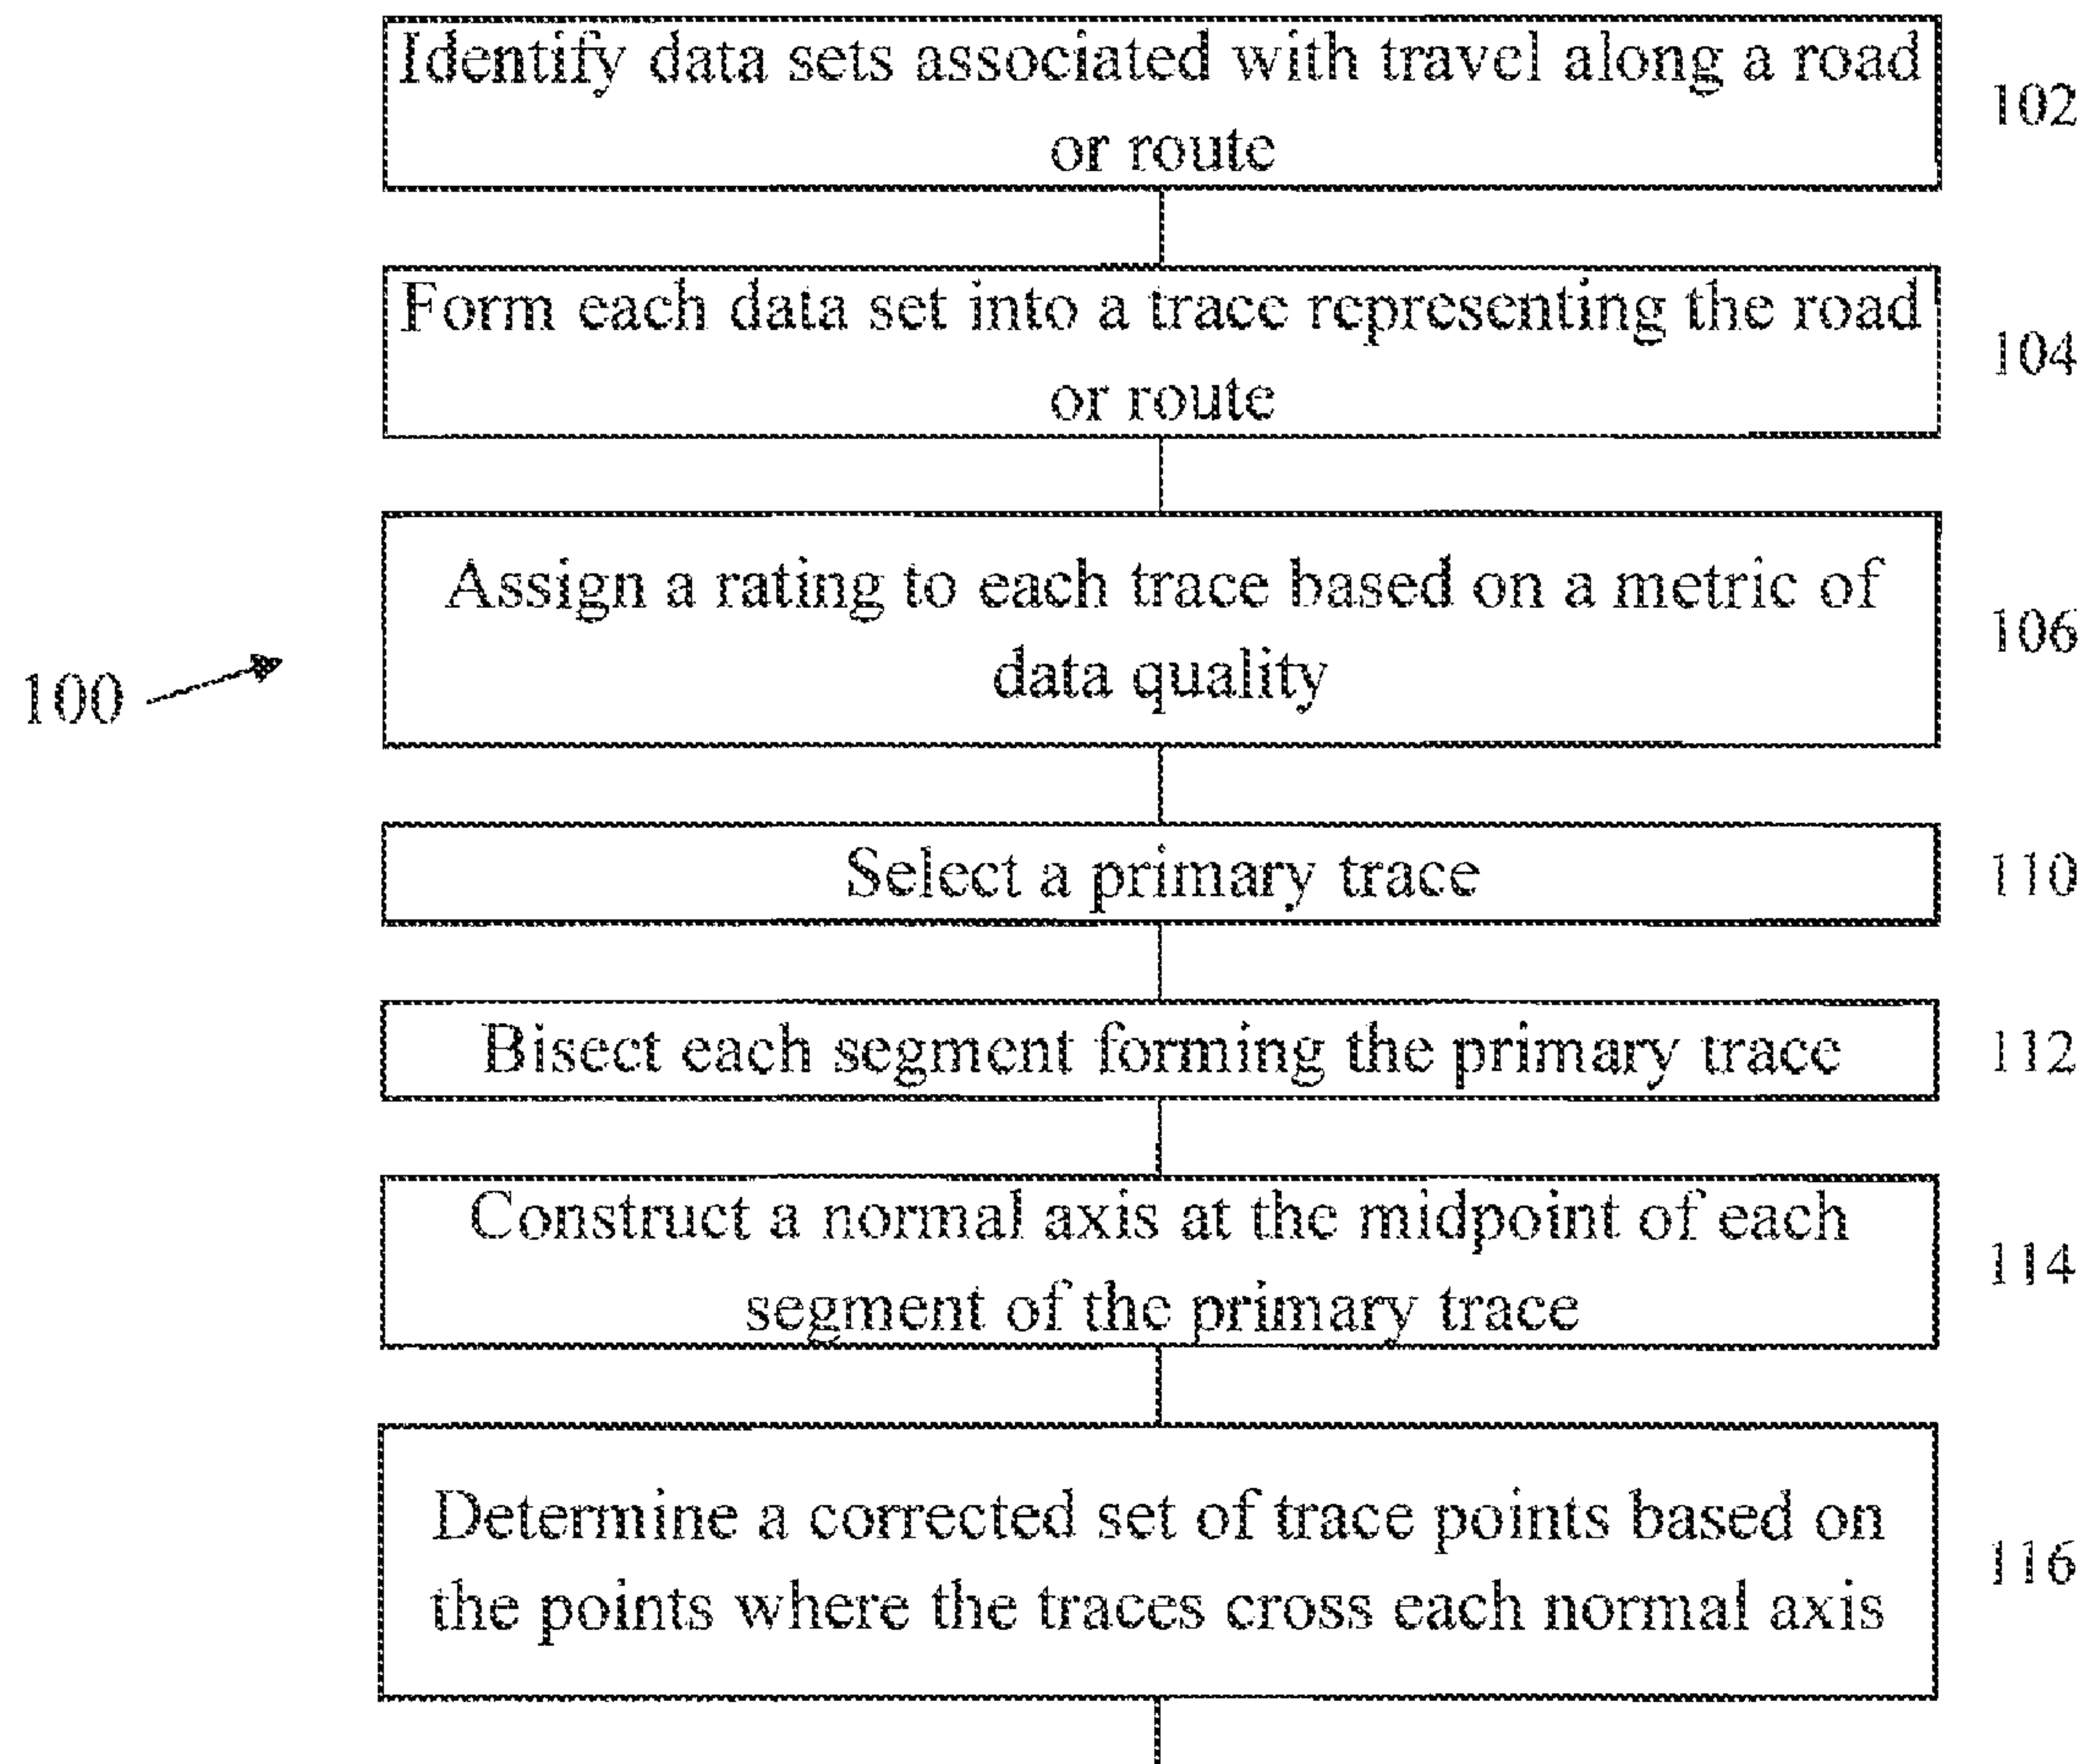 Identify data sets associated with travel along a road
or route
102
Form each data set into a trace representing the road
or route
104
Assign a rating to each trace based on a metric of
data quality
106
100
Select a primary trace
110
Bisect each segment forming the primary trace
112
Construct a normal axis at the midpoint of each
segment of the primary trace
114
Determine a corrected set of trace points based on
the points where the traces cross each normal axis
116